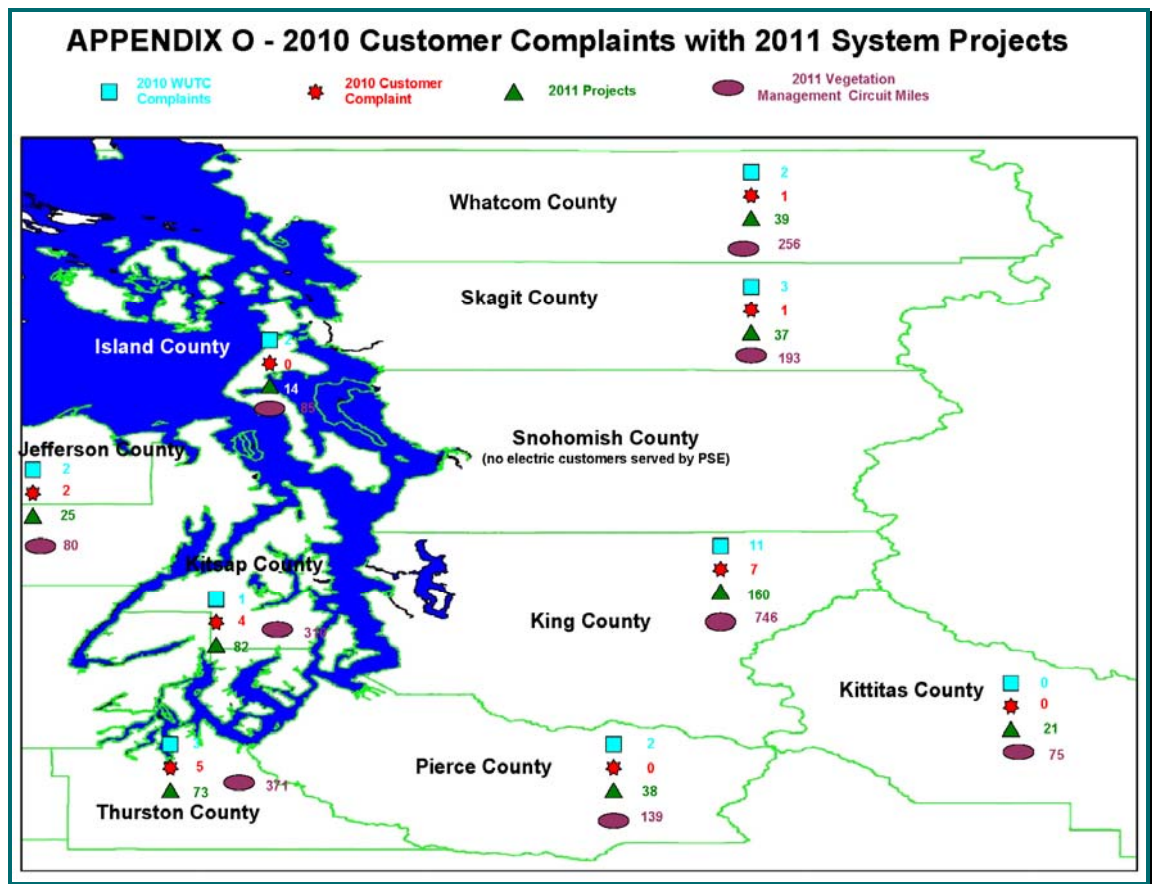 APPENDIX O - 2010 Customer Complaints with 2011 System Projects
2010 WUTC
Complaints
2010 Customer
Complaint
2011 Projects
2011 Vegetation
Management Circuit Miles
Whatcom County
2
1
39
256
Skagit County
3
1
37
193
Island County
2
0
14
85
Snohomish County
(no electric customers served by PSE)
Jefferson County
2
2
25
80
Kitsap County
1
4
82
King County
11
7
160
746
Kittitas County
0
0
21
75
Thurston County
5
73
371
Pierce County
2
0
38
139